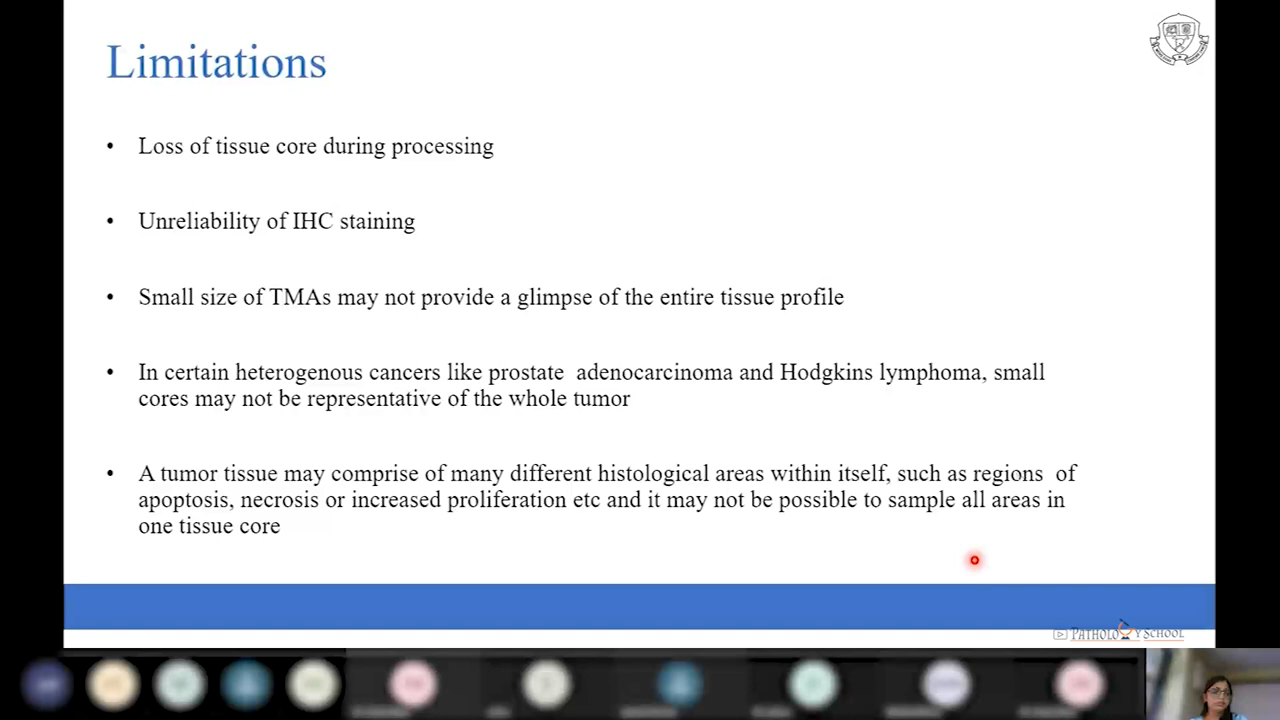 Limitations
• Loss of tissue core during processing
• Unreliability of IHC staining
• Small size of TMAs may not provide a glimpse of the entire tissue profile
• In certain heterogenous cancers like prostate adenocarcinoma and Hodgkins lymphoma, small
cores may not be representative of the whole tumor
• A tumor tissue may comprise of many different histological areas within itself, such as regions of
apoptosis, necrosis or increased proliferation etc and it may not be possible to sample all areas in
one tissue core
PATHOLOGY SCHOOL